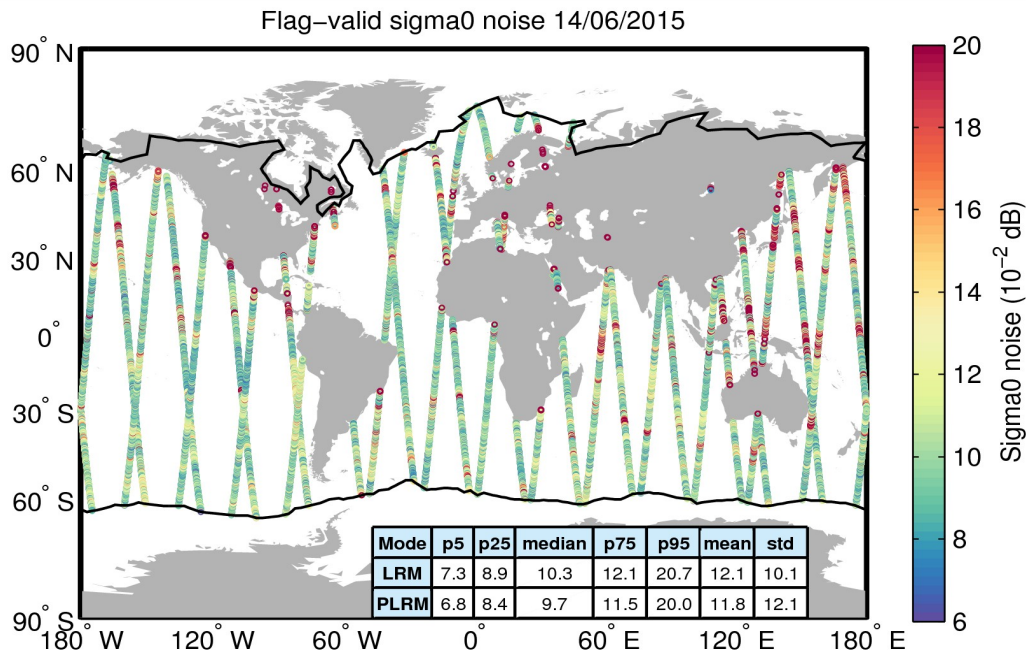 Flag−valid sigma0 noise 14/06/2015
90° N
60° N
30° N
0°
30° S
60° S
90° S
180° W
120° W
60° W
0°
60° E
120° E
180° E
Mode p5 p25 median p75 p95 mean std
LRM 7.3 8.9 10.3 12.1 20.7 12.1 10.1
PLRM 6.8 8.4 9.7 11.5 20.0 11.8 12.1
20
18
16
14
12
10
8
6
Sigma0 noise (10⁻² dB)